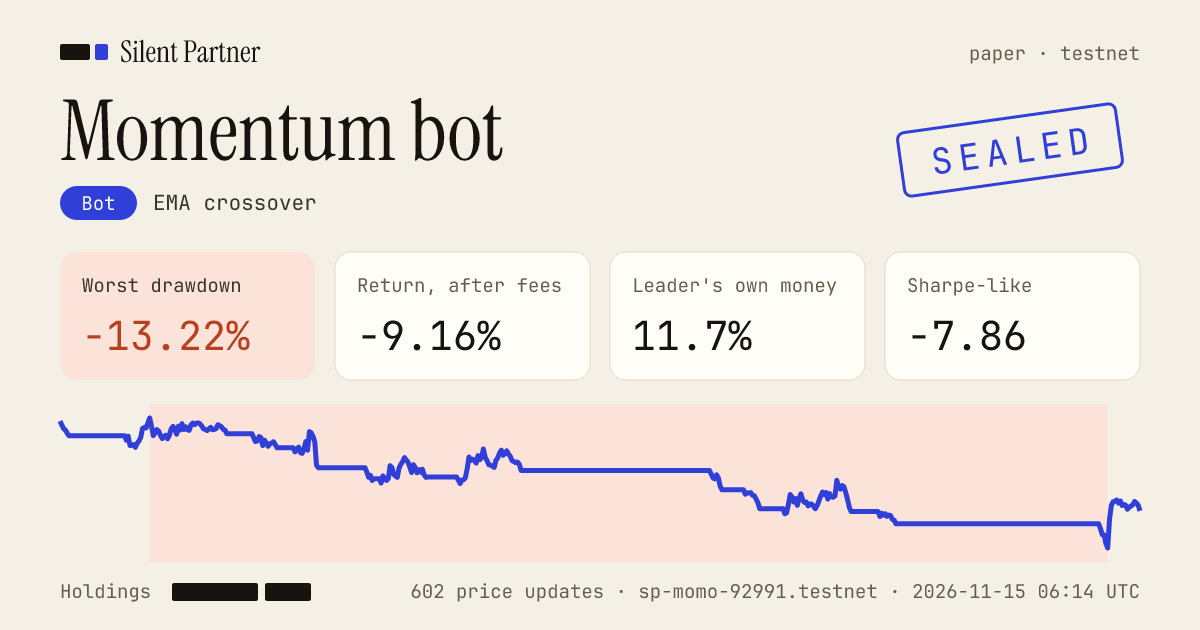 Silent Partner
paper · testnet
Momentum bot
SEALED
Bot EMA crossover
Worst drawdown
-13.22%
Return, after fees
-9.16%
Leader's own money
11.7%
Sharpe-like
-7.86
Holdings
602 price updates · sp-momo-92991.testnet · 2026-11-15 06:14 UTC